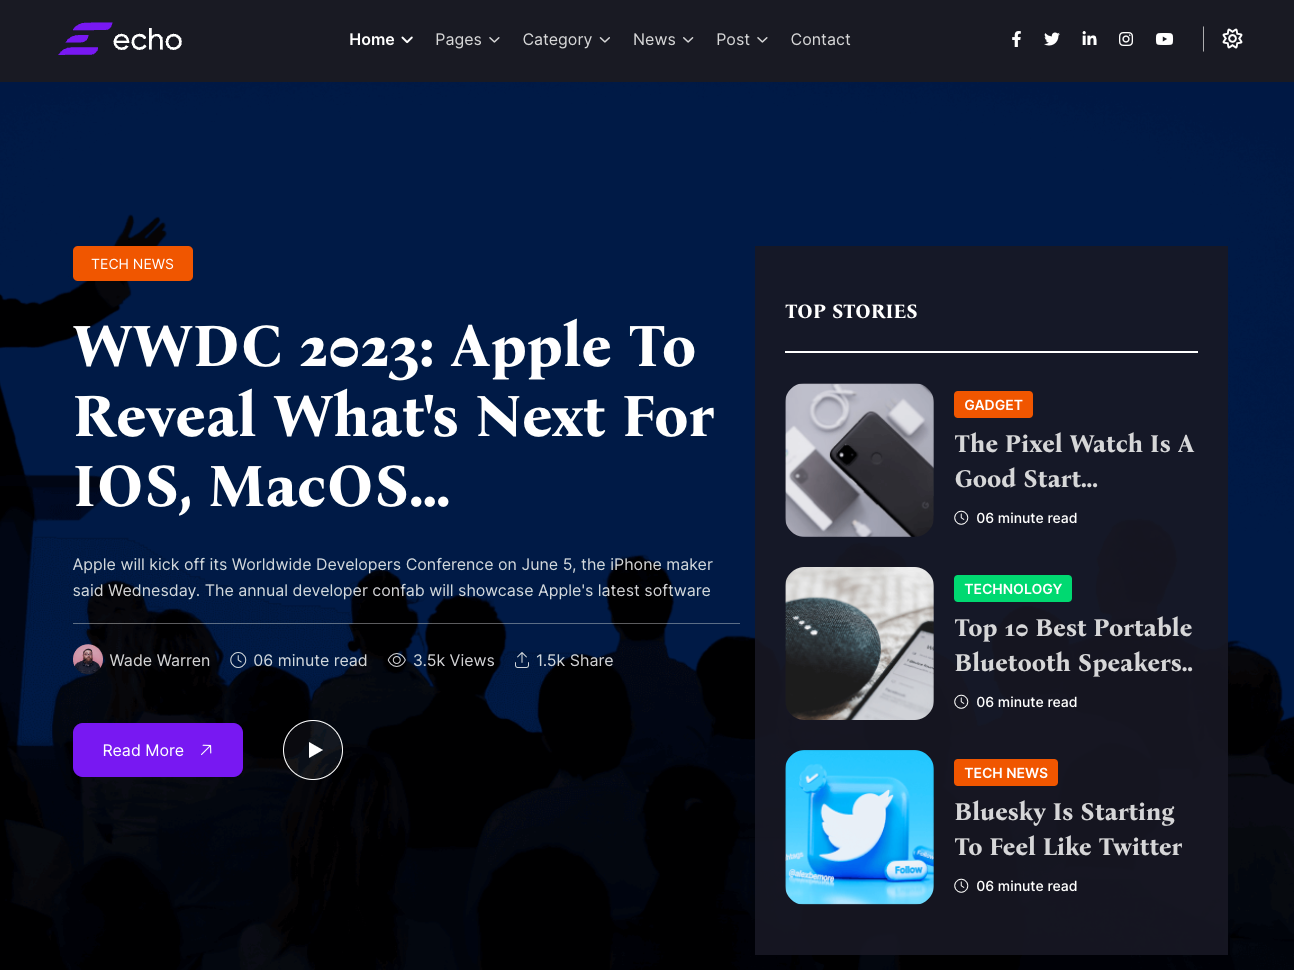 echo
Home Pages Category News Post Contact
TECH NEWS
WWDC 2023: Apple To
Reveal What's Next For
IOS, MacOS...
Apple will kick off its Worldwide Developers Conference on June 5, the iPhone maker
said Wednesday. The annual developer confab will showcase Apple's latest software
Wade Warren 06 minute read 3.5k Views 1.5k Share
Read More
TOP STORIES
GADGET
The Pixel Watch Is A
Good Start...
06 minute read
TECHNOLOGY
Top 10 Best Portable
Bluetooth Speakers..
06 minute read
Follow
TECH NEWS
Bluesky Is Starting
To Feel Like Twitter
06 minute read